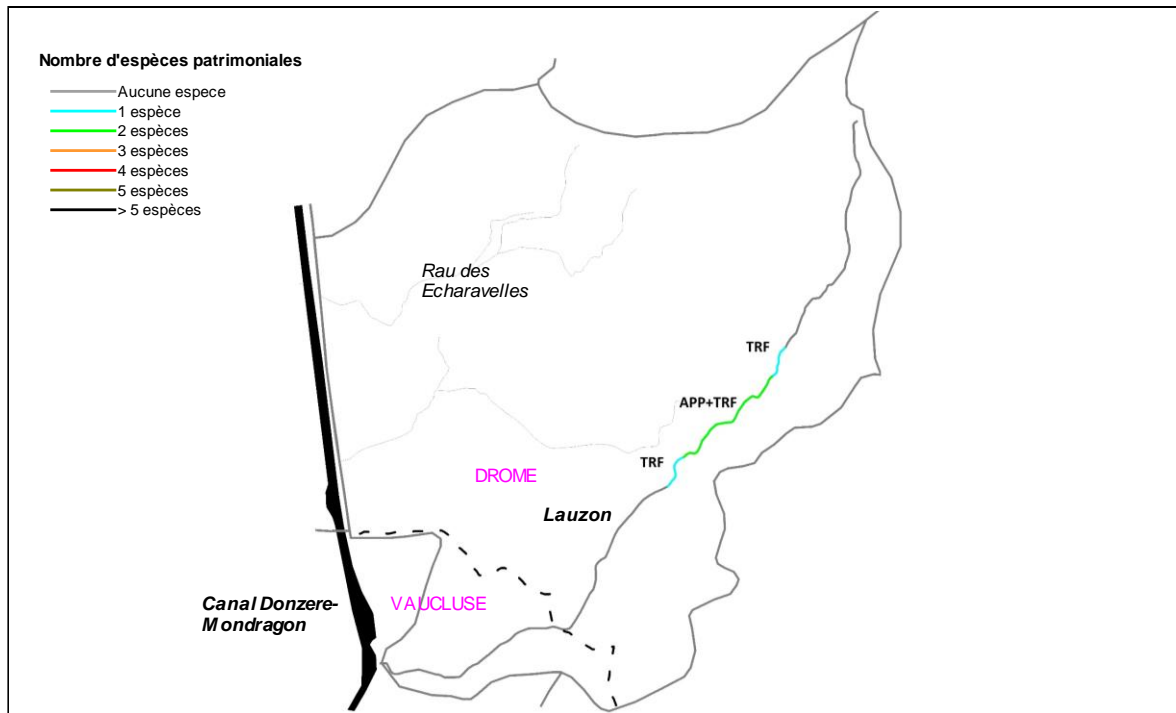 Nombre d'espèces patrimoniales
Aucune espece
1 espèce
2 espèces
3 espèces
4 espèces
5 espèces
> 5 espèces
Rau des
Echaravelles
TRF
APP+TRF
TRF
DROME
Lauzon
Canal Donzere-
Mondragon
VAUCLUSE